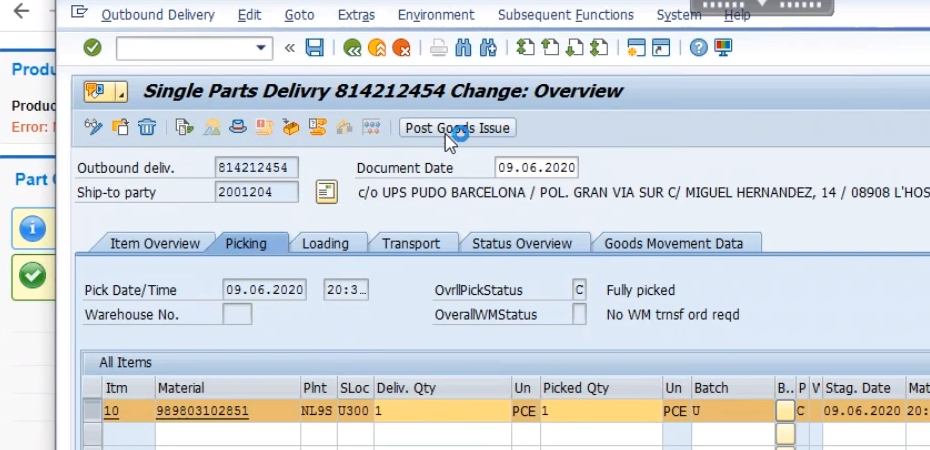 Outbound Delivery Edit Goto Extras Environment Subsequent Functions System Help
Produ
Single Parts Delivry 814212454 Change: Overview
Produc
Error:
Post Goods Issue
Outbound deliv. 814212454 Document Date 09.06.2020
Part
Ship-to party 2001204 c/o UPS PUDO BARCELONA / POL. GRAN VIA SUR C/ MIGUEL HERNANDEZ, 14 / 08908 L'HOS
Item Overview Picking Loading Transport Status Overview Goods Movement Data
Pick Date/Time 09.06.2020 20:3... OvrllPickStatus C Fully picked
Warehouse No. OverallWMStatus No WM trnsf ord reqd
All Items
Itm Material Plnt SLoc Deliv. Qty Un Picked Qty Un Batch B.. P V Stag. Date Mat
10 989803102851 NL9S U300 1 PCE 1 PCE U C 09.06.2020 20: